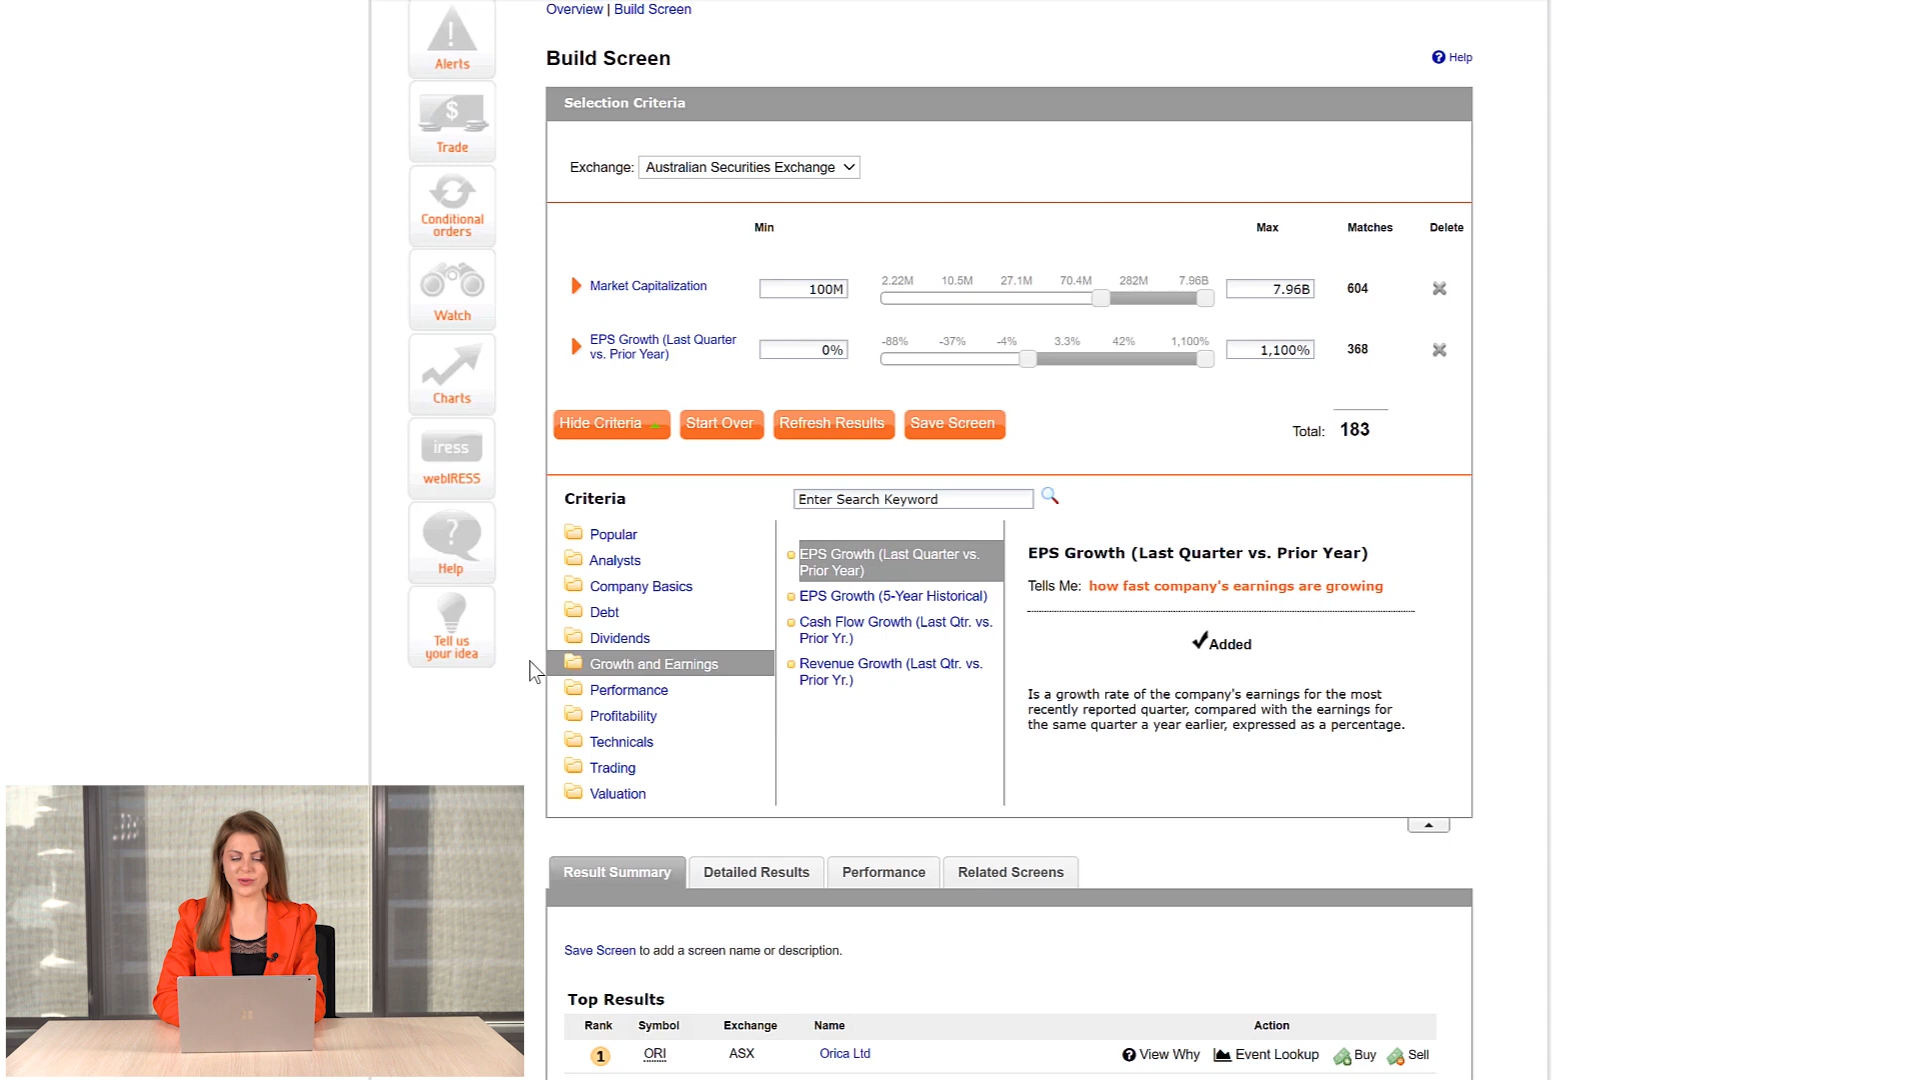 Overview | Build Screen
Build Screen
Help
Alerts
Trade
Conditional
orders
Watch
Charts
iress
webIRESS
Help
Tell us
your idea
Selection Criteria
Exchange: Australian Securities Exchange
Min Max Matches Delete
Market Capitalization 100M 2.22M 10.5M 27.1M 70.4M 282M 7.96B 7.96B 604
EPS Growth (Last Quarter
vs. Prior Year) 0% -88% -37% -4% 3.3% 42% 1,100% 1,100% 368
Hide Criteria Start Over Refresh Results Save Screen
Total: 183
Criteria
Enter Search Keyword
Popular
Analysts
Company Basics
Debt
Dividends
Growth and Earnings
Performance
Profitability
Technicals
Trading
Valuation
EPS Growth (Last Quarter vs.
Prior Year)
EPS Growth (5-Year Historical)
Cash Flow Growth (Last Qtr. vs.
Prior Yr.)
Revenue Growth (Last Qtr. vs.
Prior Yr.)
EPS Growth (Last Quarter vs. Prior Year)
Tells Me: how fast company's earnings are growing
Added
Is a growth rate of the company's earnings for the most
recently reported quarter, compared with the earnings for
the same quarter a year earlier, expressed as a percentage.
Result Summary Detailed Results Performance Related Screens
Save Screen to add a screen name or description.
Top Results
Rank Symbol Exchange Name Action
1 ORI ASX Orica Ltd View Why Event Lookup Buy Sell